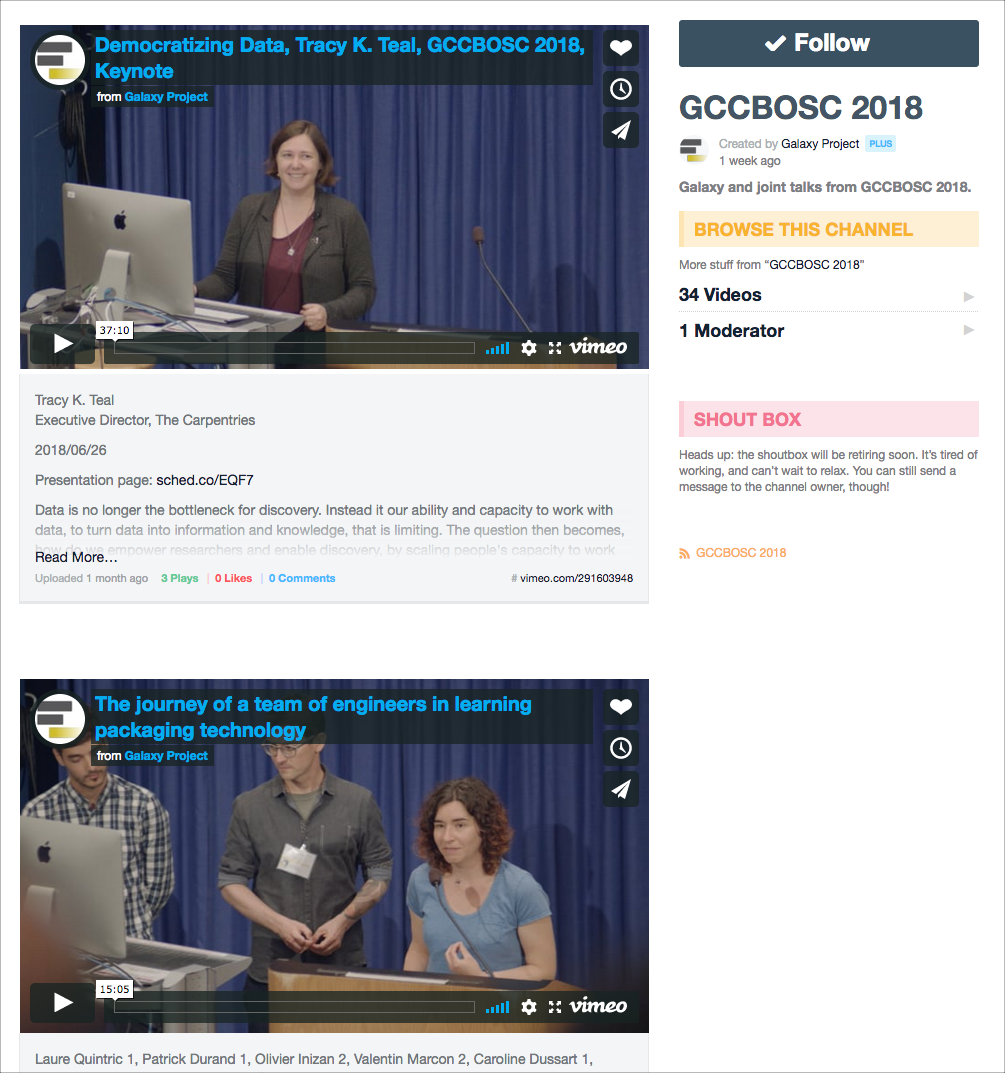 Democratizing Data, Tracy K. Teal, GCCBOSC 2018,
Keynote
from Galaxy Project
37:10
vimeo
Tracy K. Teal
Executive Director, The Carpentries
2018/06/26
Presentation page: sched.co/EQF7
Data is no longer the bottleneck for discovery. Instead it our ability and capacity to work with
data, to turn data into information and knowledge, that is limiting. The question then becomes,
how do we empower researchers and enable discovery, by scaling people's capacity to work
Read More…
Uploaded 1 month ago 3 Plays | 0 Likes | 0 Comments # vimeo.com/291603948
The journey of a team of engineers in learning
packaging technology
from Galaxy Project
15:05
vimeo
Laure Quintric 1, Patrick Durand 1, Olivier Inizan 2, Valentin Marcon 2, Caroline Dussart 1,
Follow
GCCBOSC 2018
Created by Galaxy Project PLUS
1 week ago
Galaxy and joint talks from GCCBOSC 2018.
BROWSE THIS CHANNEL
More stuff from “GCCBOSC 2018”
34 Videos
1 Moderator
SHOUT BOX
Heads up: the shoutbox will be retiring soon. It’s tired of
working, and can’t wait to relax. You can still send a
message to the channel owner, though!
GCCBOSC 2018